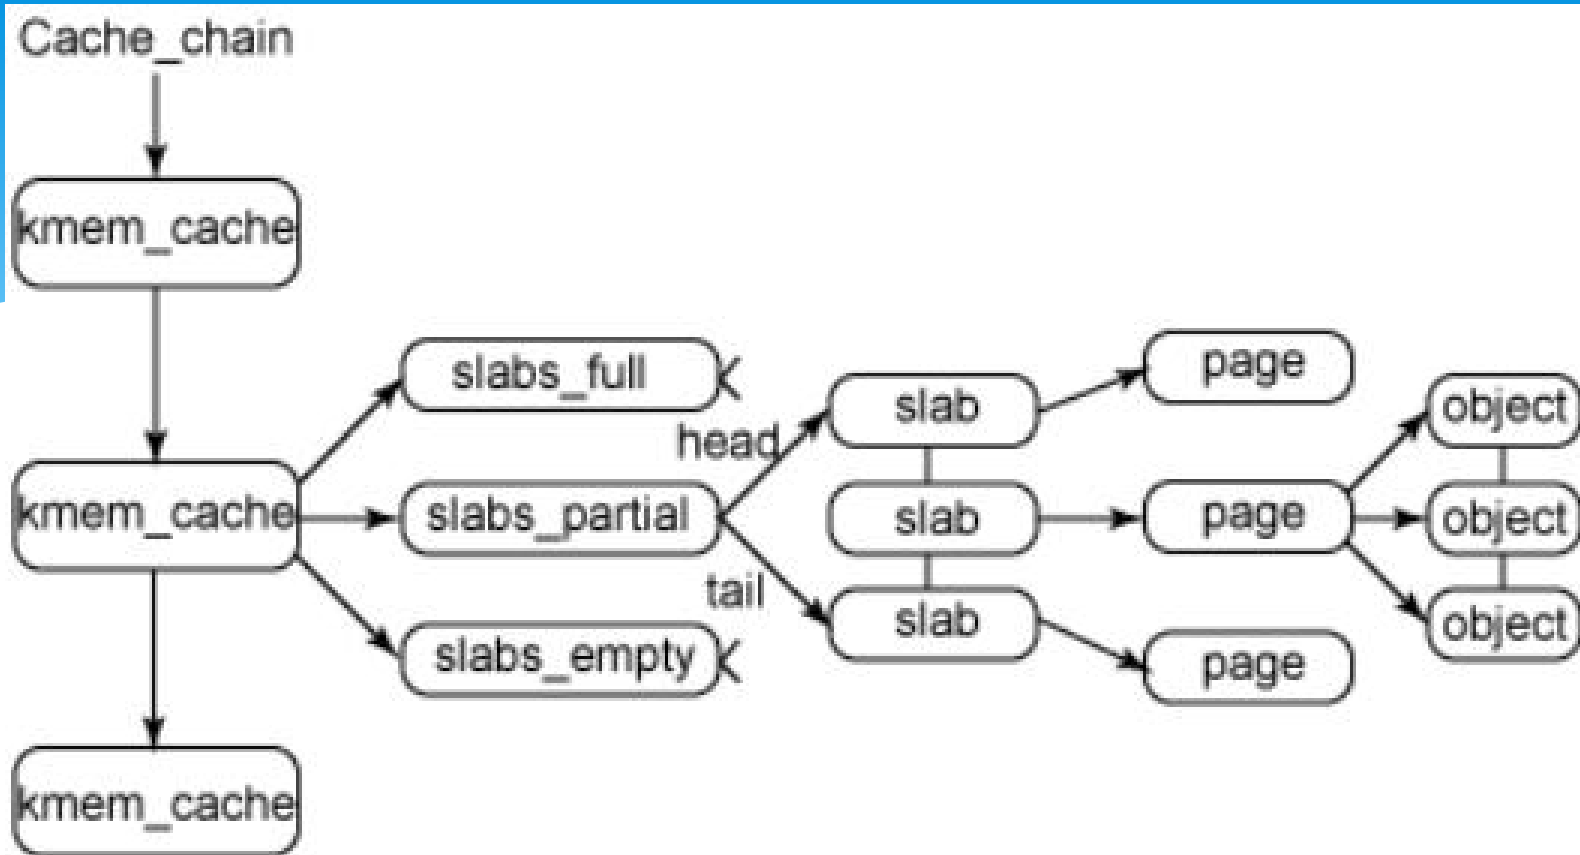 Cache_chain
kmem_cache
slabs_full
page
slab
object
head
kmem_cache
slabs_partial
slab
page
object
tail
slab
object
slabs_empty
page
kmem_cache